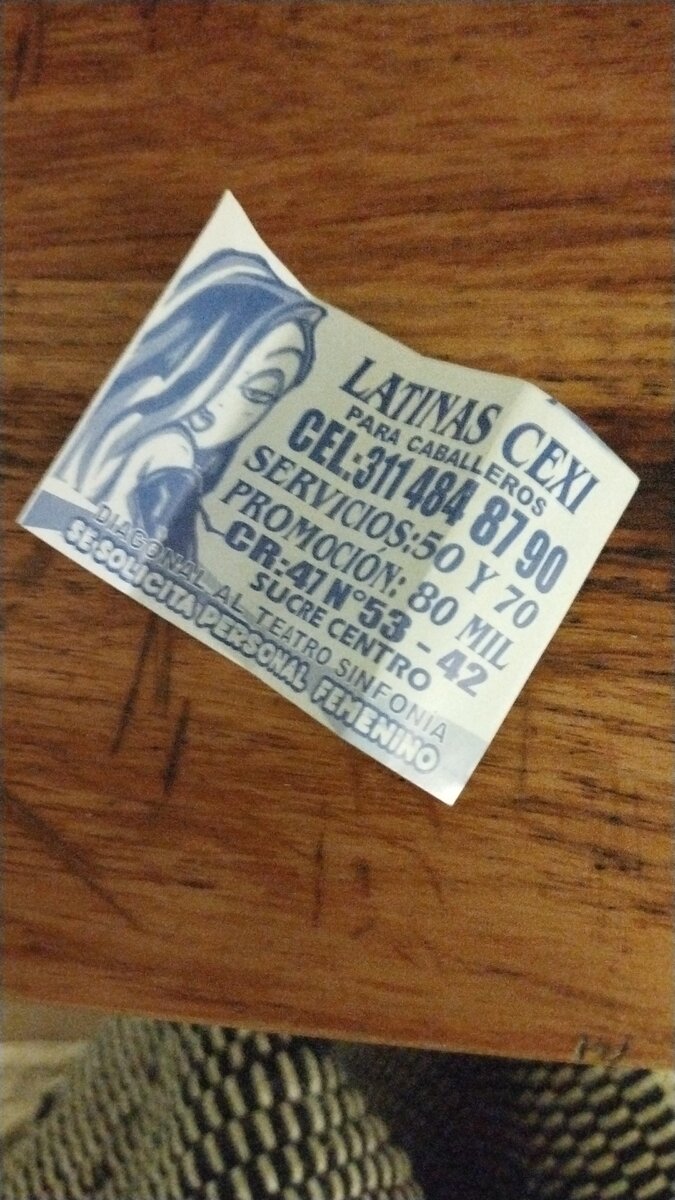 LATINAS CEXI
PARA CABALLEROS
CEL.:311 484 87 90
SERVICIOS:50 Y 70
PROMOCIÓN: 80 MIL
CR:47 N°53 - 42
SUCRE CENTRO
DIAGONAL AL TEATRO SINFONIA
SE SOLICITA PERSONAL FEMENINO